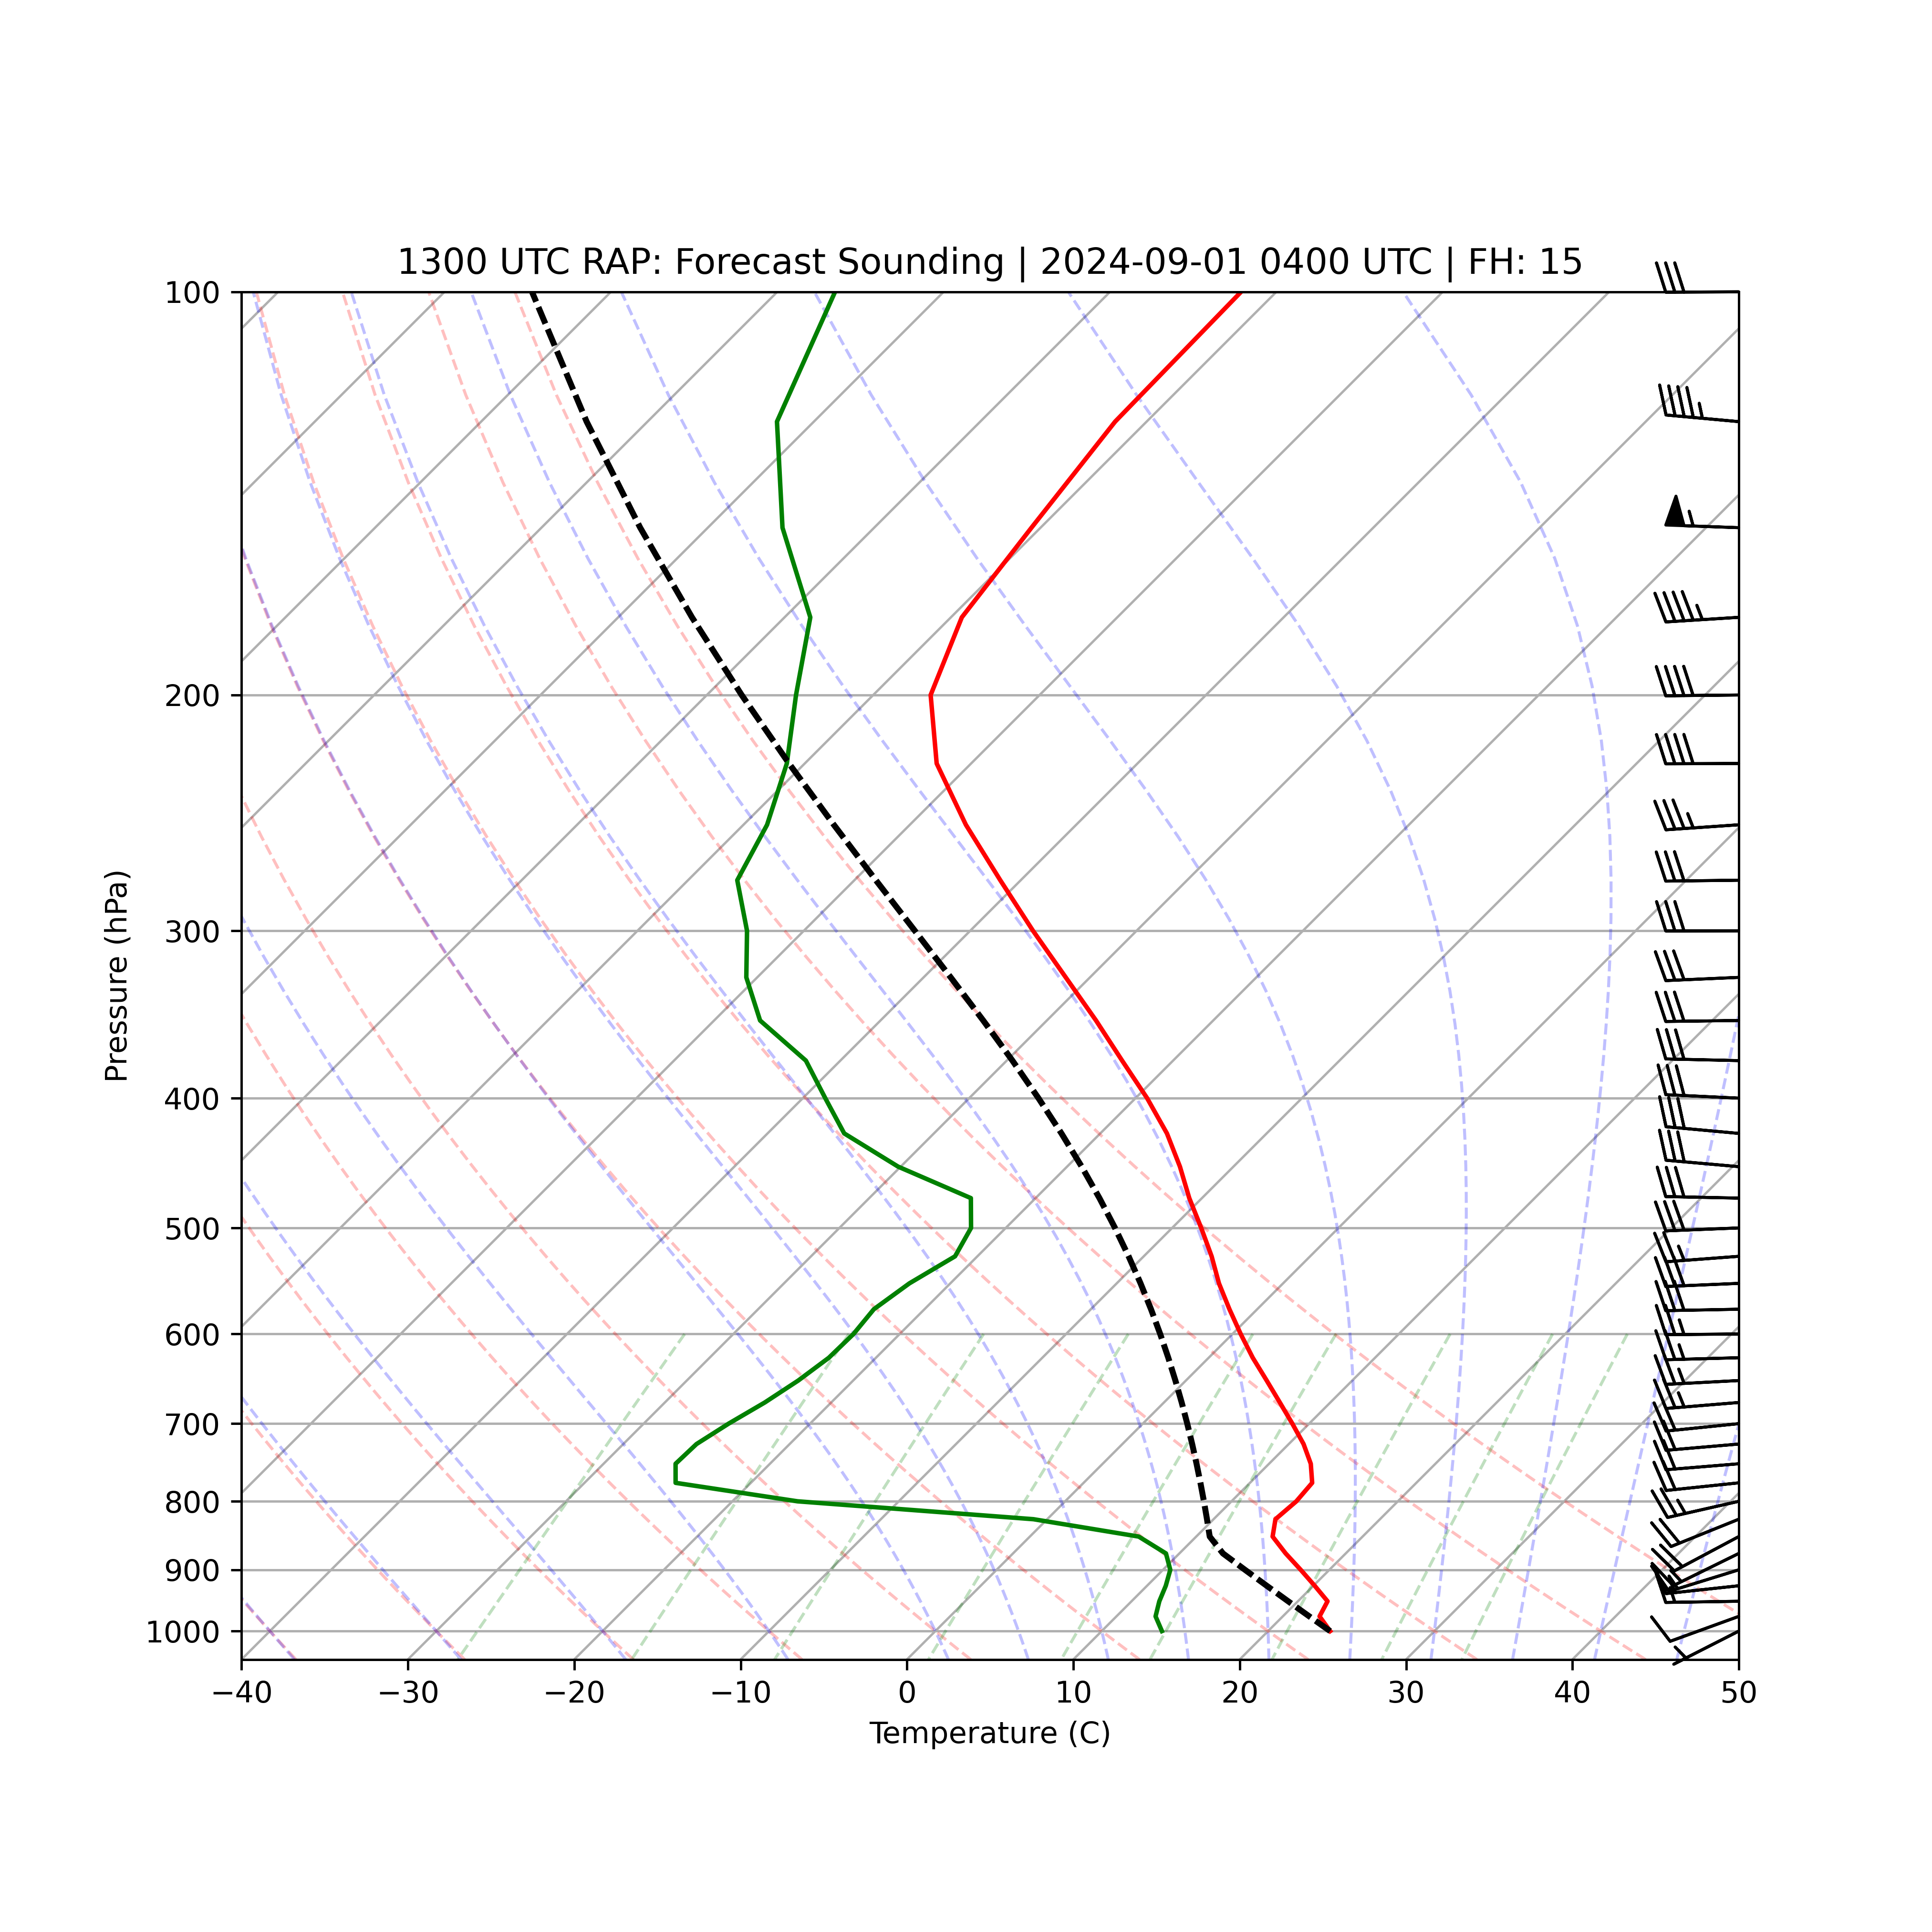 1300 UTC RAP: Forecast Sounding | 2024-09-01 0400 UTC | FH: 15
100
200
300
400
500
600
700
800
900
1000
Pressure (hPa)
−40 −30 −20 −10 0 10 20 30 40 50
Temperature (C)